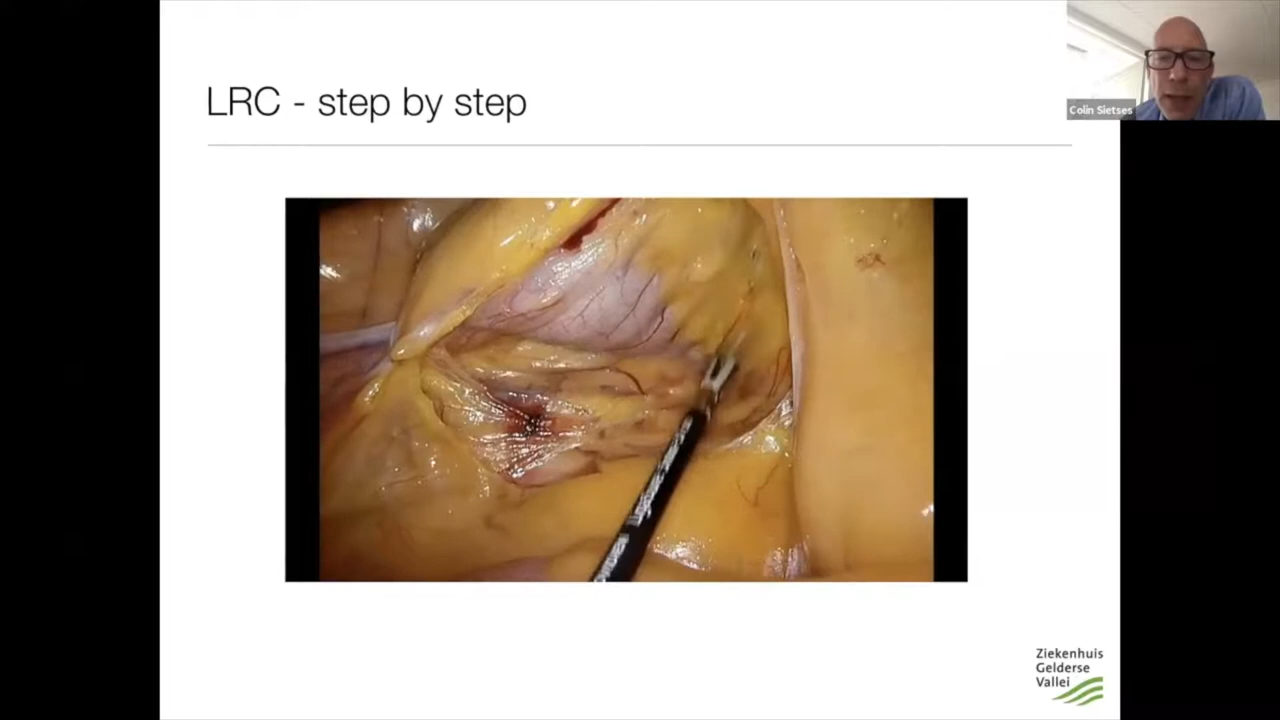 LRC - step by step
Colin Sietses
Ziekenhuis
Gelderse
Vallei